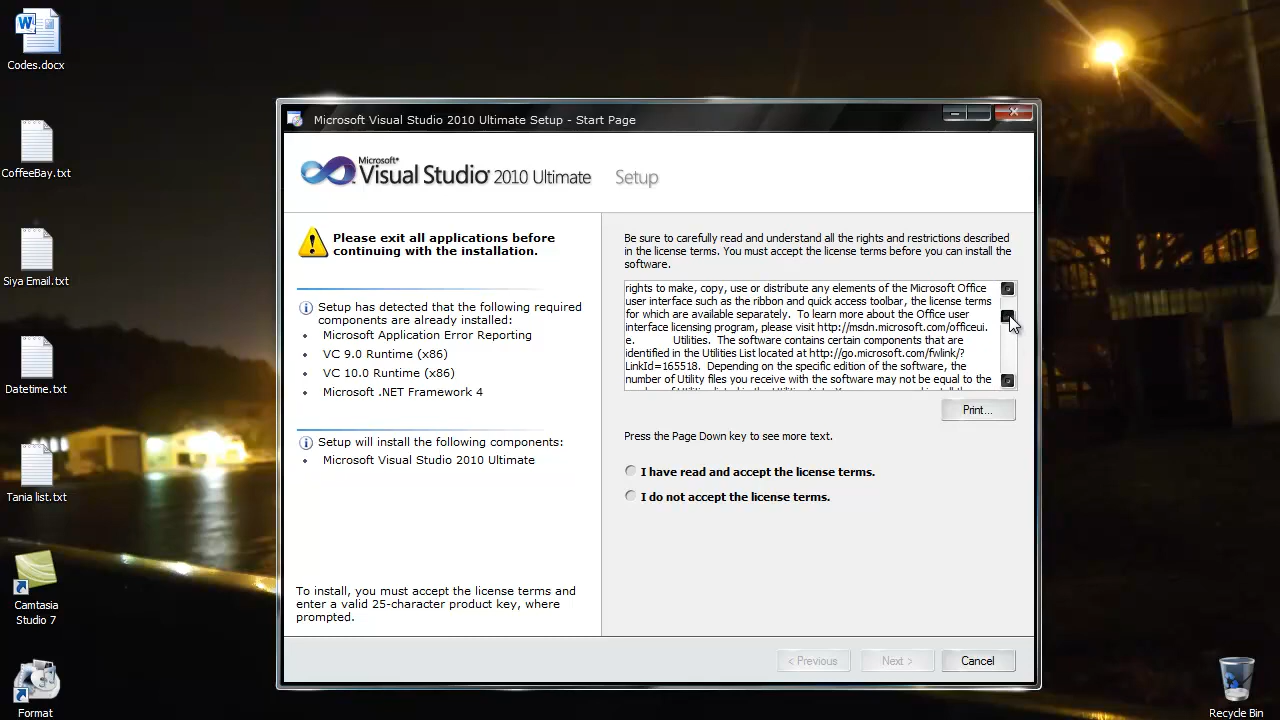 Codes.docx
CoffeeBay.txt
Siya Email.txt
Datetime.txt
Tania list.txt
Camtasia
Studio 7
Format
Recycle Bin
Microsoft Visual Studio 2010 Ultimate Setup - Start Page
Microsoft®
Visual Studio® 2010 Ultimate Setup
Please exit all applications before
continuing with the installation.
Setup has detected that the following required
components are already installed:
• Microsoft Application Error Reporting
• VC 9.0 Runtime (x86)
• VC 10.0 Runtime (x86)
• Microsoft .NET Framework 4
Setup will install the following components:
• Microsoft Visual Studio 2010 Ultimate
To install, you must accept the license terms and
enter a valid 25-character product key, where
prompted.
Be sure to carefully read and understand all the rights and restrictions described
in the license terms. You must accept the license terms before you can install the
software.
rights to make, copy, use or distribute any elements of the Microsoft Office
user interface such as the ribbon and quick access toolbar, the license terms
for which are available separately. To learn more about the Office user
interface licensing program, please visit http://msdn.microsoft.com/officeui.
e. Utilities. The software contains certain components that are
identified in the Utilities List located at http://go.microsoft.com/fwlink/?
LinkId=165518. Depending on the specific edition of the software, the
number of Utility files you receive with the software may not be equal to the
Print...
Press the Page Down key to see more text.
I have read and accept the license terms.
I do not accept the license terms.
< Previous
Next >
Cancel